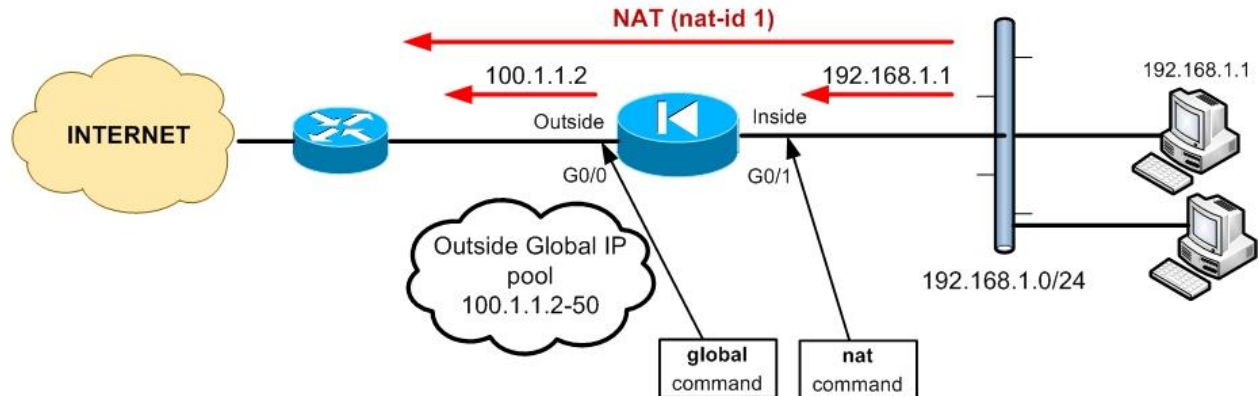 NAT (nat-id 1)
100.1.1.2
192.168.1.1
192.168.1.1
INTERNET
Outside
Inside
G0/0
G0/1
Outside Global IP
pool
100.1.1.2-50
192.168.1.0/24
global
command
nat
command